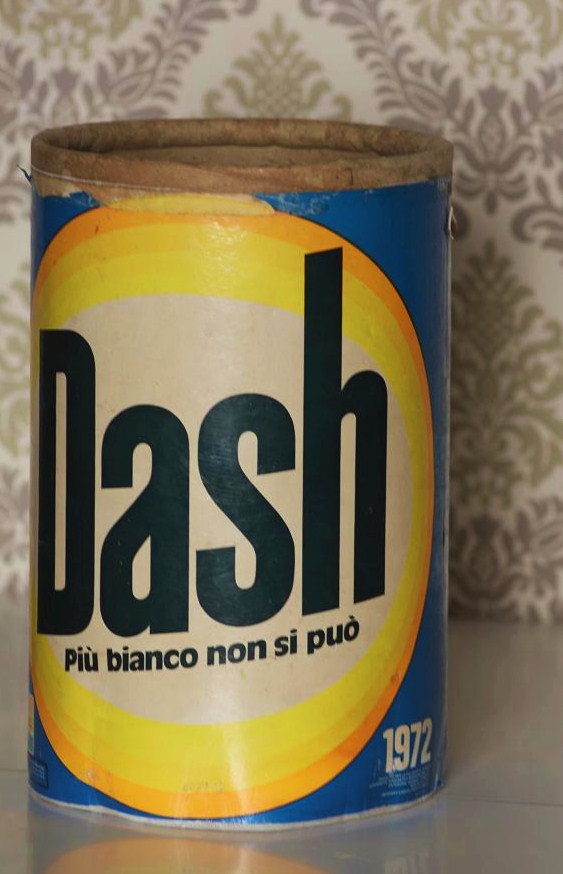 Dash
Più bianco non si può
1972